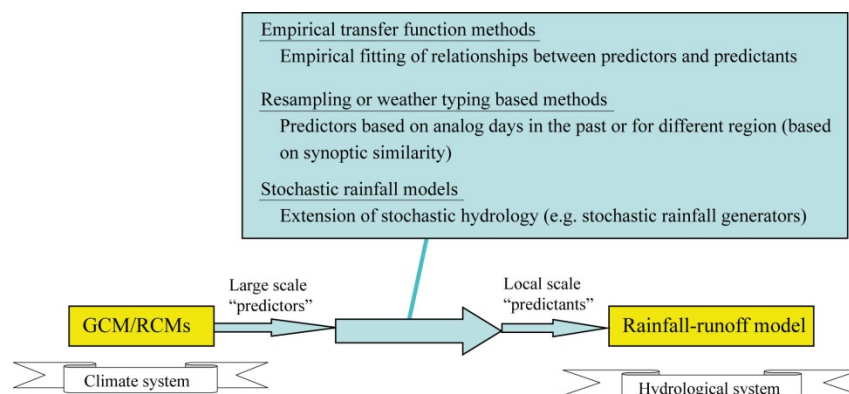 Empirical transfer function methods
Empirical fitting of relationships between predictors and predictants
Resampling or weather typing based methods
Predictors based on analog days in the past or for different region (based
on synoptic similarity)
Stochastic rainfall models
Extension of stochastic hydrology (e.g. stochastic rainfall generators)
Large scale
“predictors”
Local scale
“predictants”
GCM/RCMs
Rainfall-runoff model
Climate system
Hydrological system